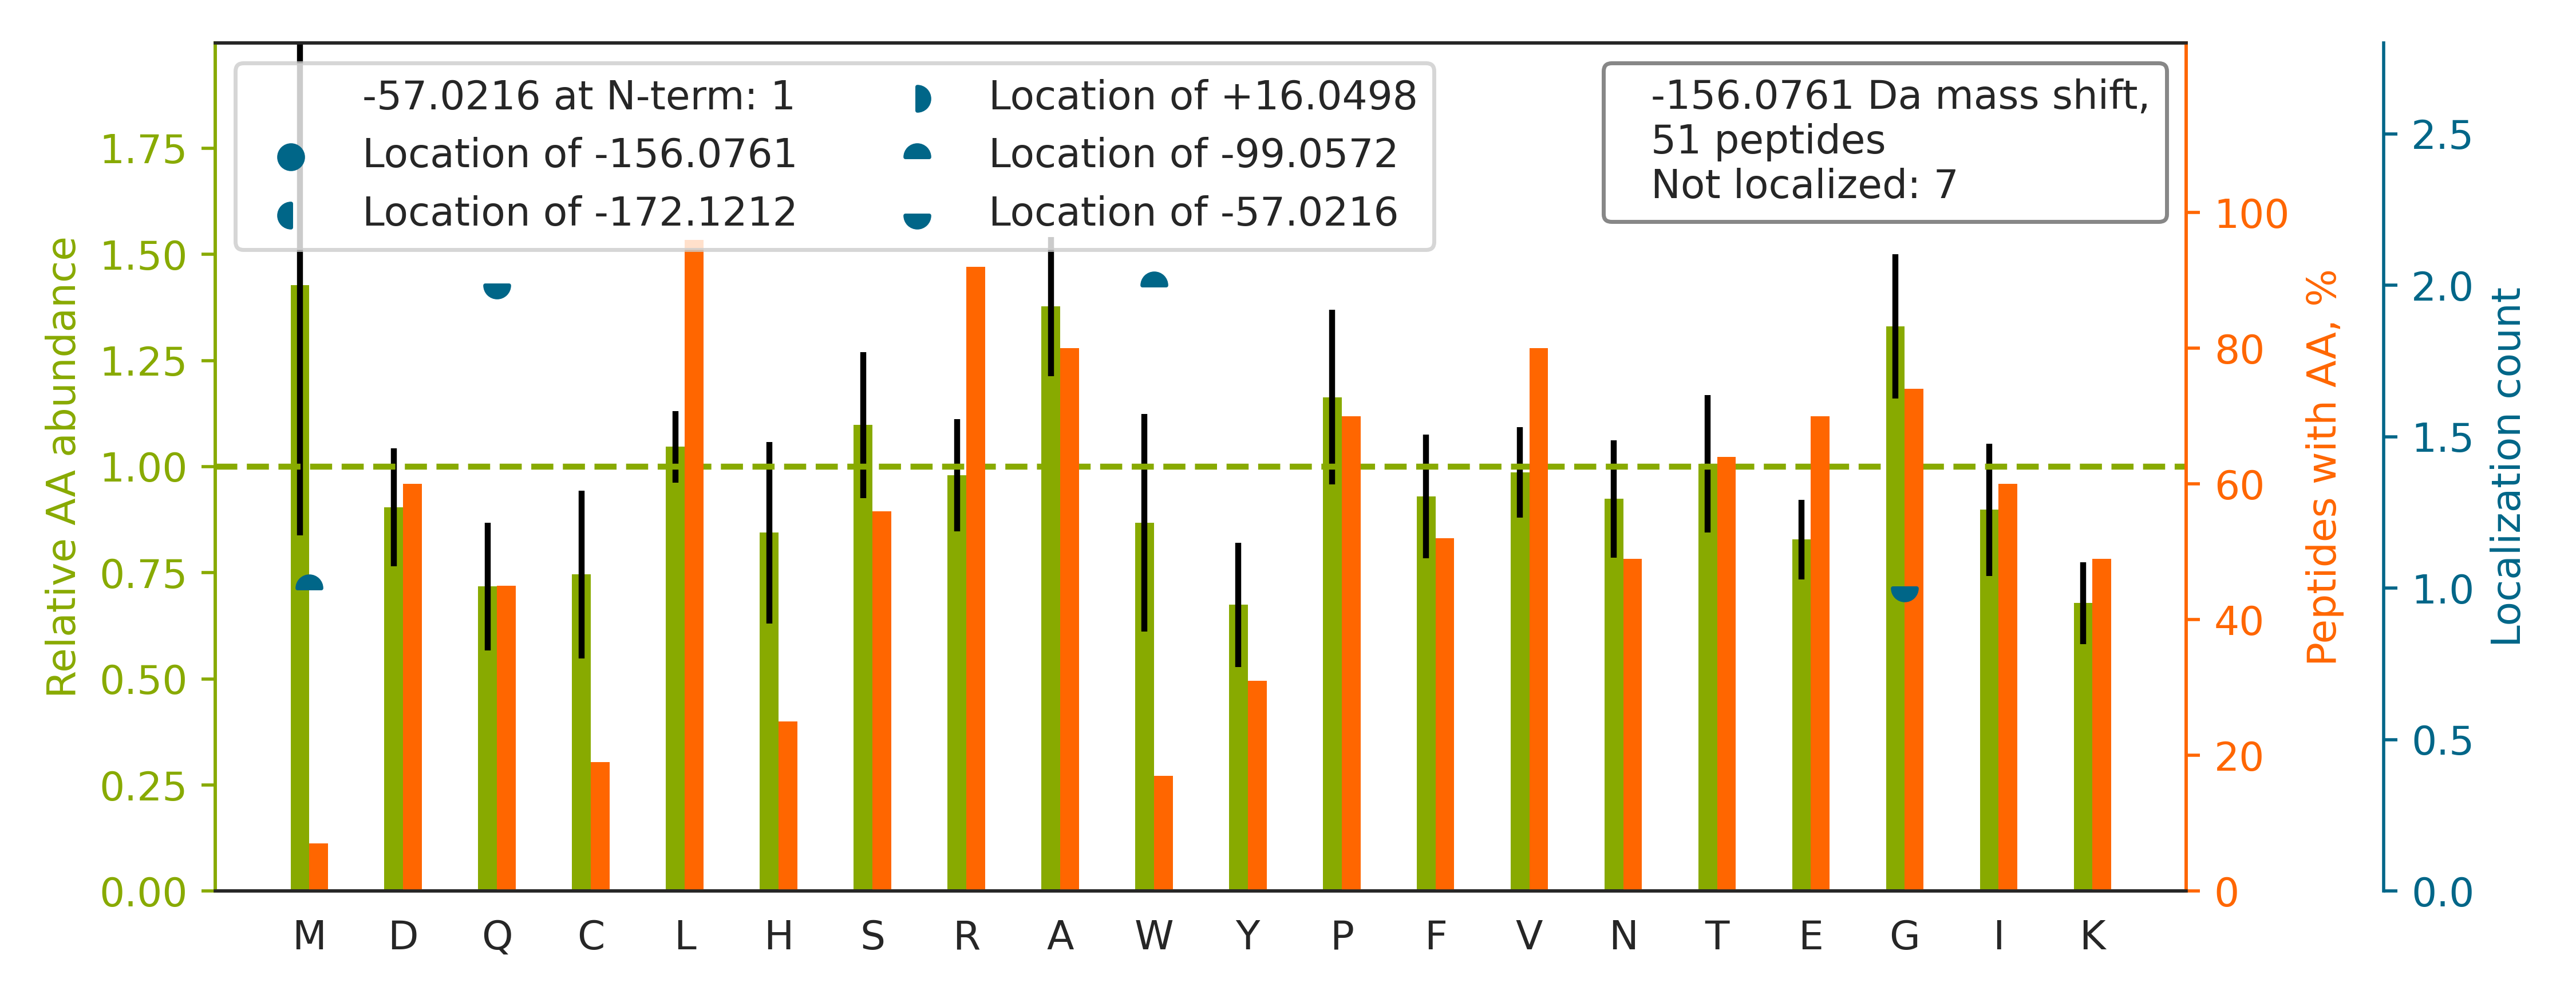 -57.0216 at N-term: 1
Location of -156.0761
Location of -172.1212
Location of +16.0498
Location of -99.0572
Location of -57.0216
-156.0761 Da mass shift,
51 peptides
Not localized: 7
Relative AA abundance
1.75
1.50
1.25
1.00
0.75
0.50
0.25
0.00
100
80
60
40
20
0
Peptides with AA, %
2.5
2.0
1.5
1.0
0.5
0.0
Localization count
M D Q C L H S R A W Y P F V N T E G I K